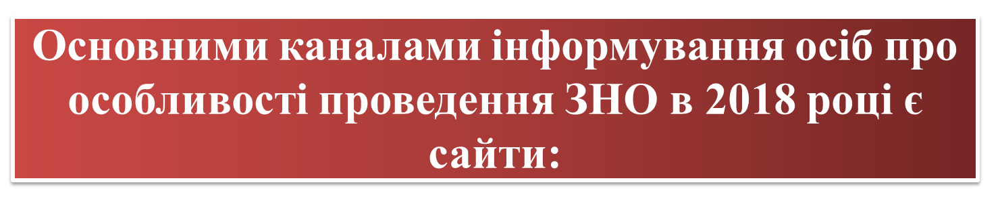 Основними каналами інформування осіб про
особливості проведення ЗНО в 2018 році є
сайти: